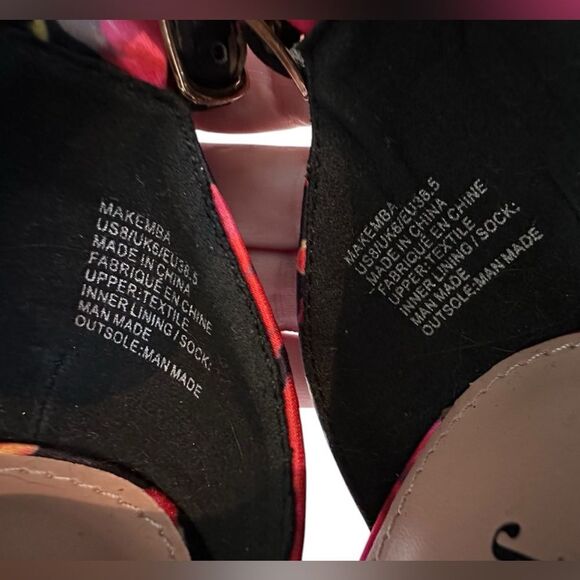 MAKEMBA
US8/UK6/EU38.5
MADE IN CHINA
FABRIQUÉ EN CHINE
UPPER:TEXTILE
INNER LINING / SOCK:
MAN MADE
OUTSOLE:MAN MADE
MAKEMBA
US8/UK6/EU38.5
MADE IN CHINA
FABRIQUÉ EN CHINE
UPPER:TEXTILE
INNER LINING / SOCK:
MAN MADE
OUTSOLE:MAN MADE